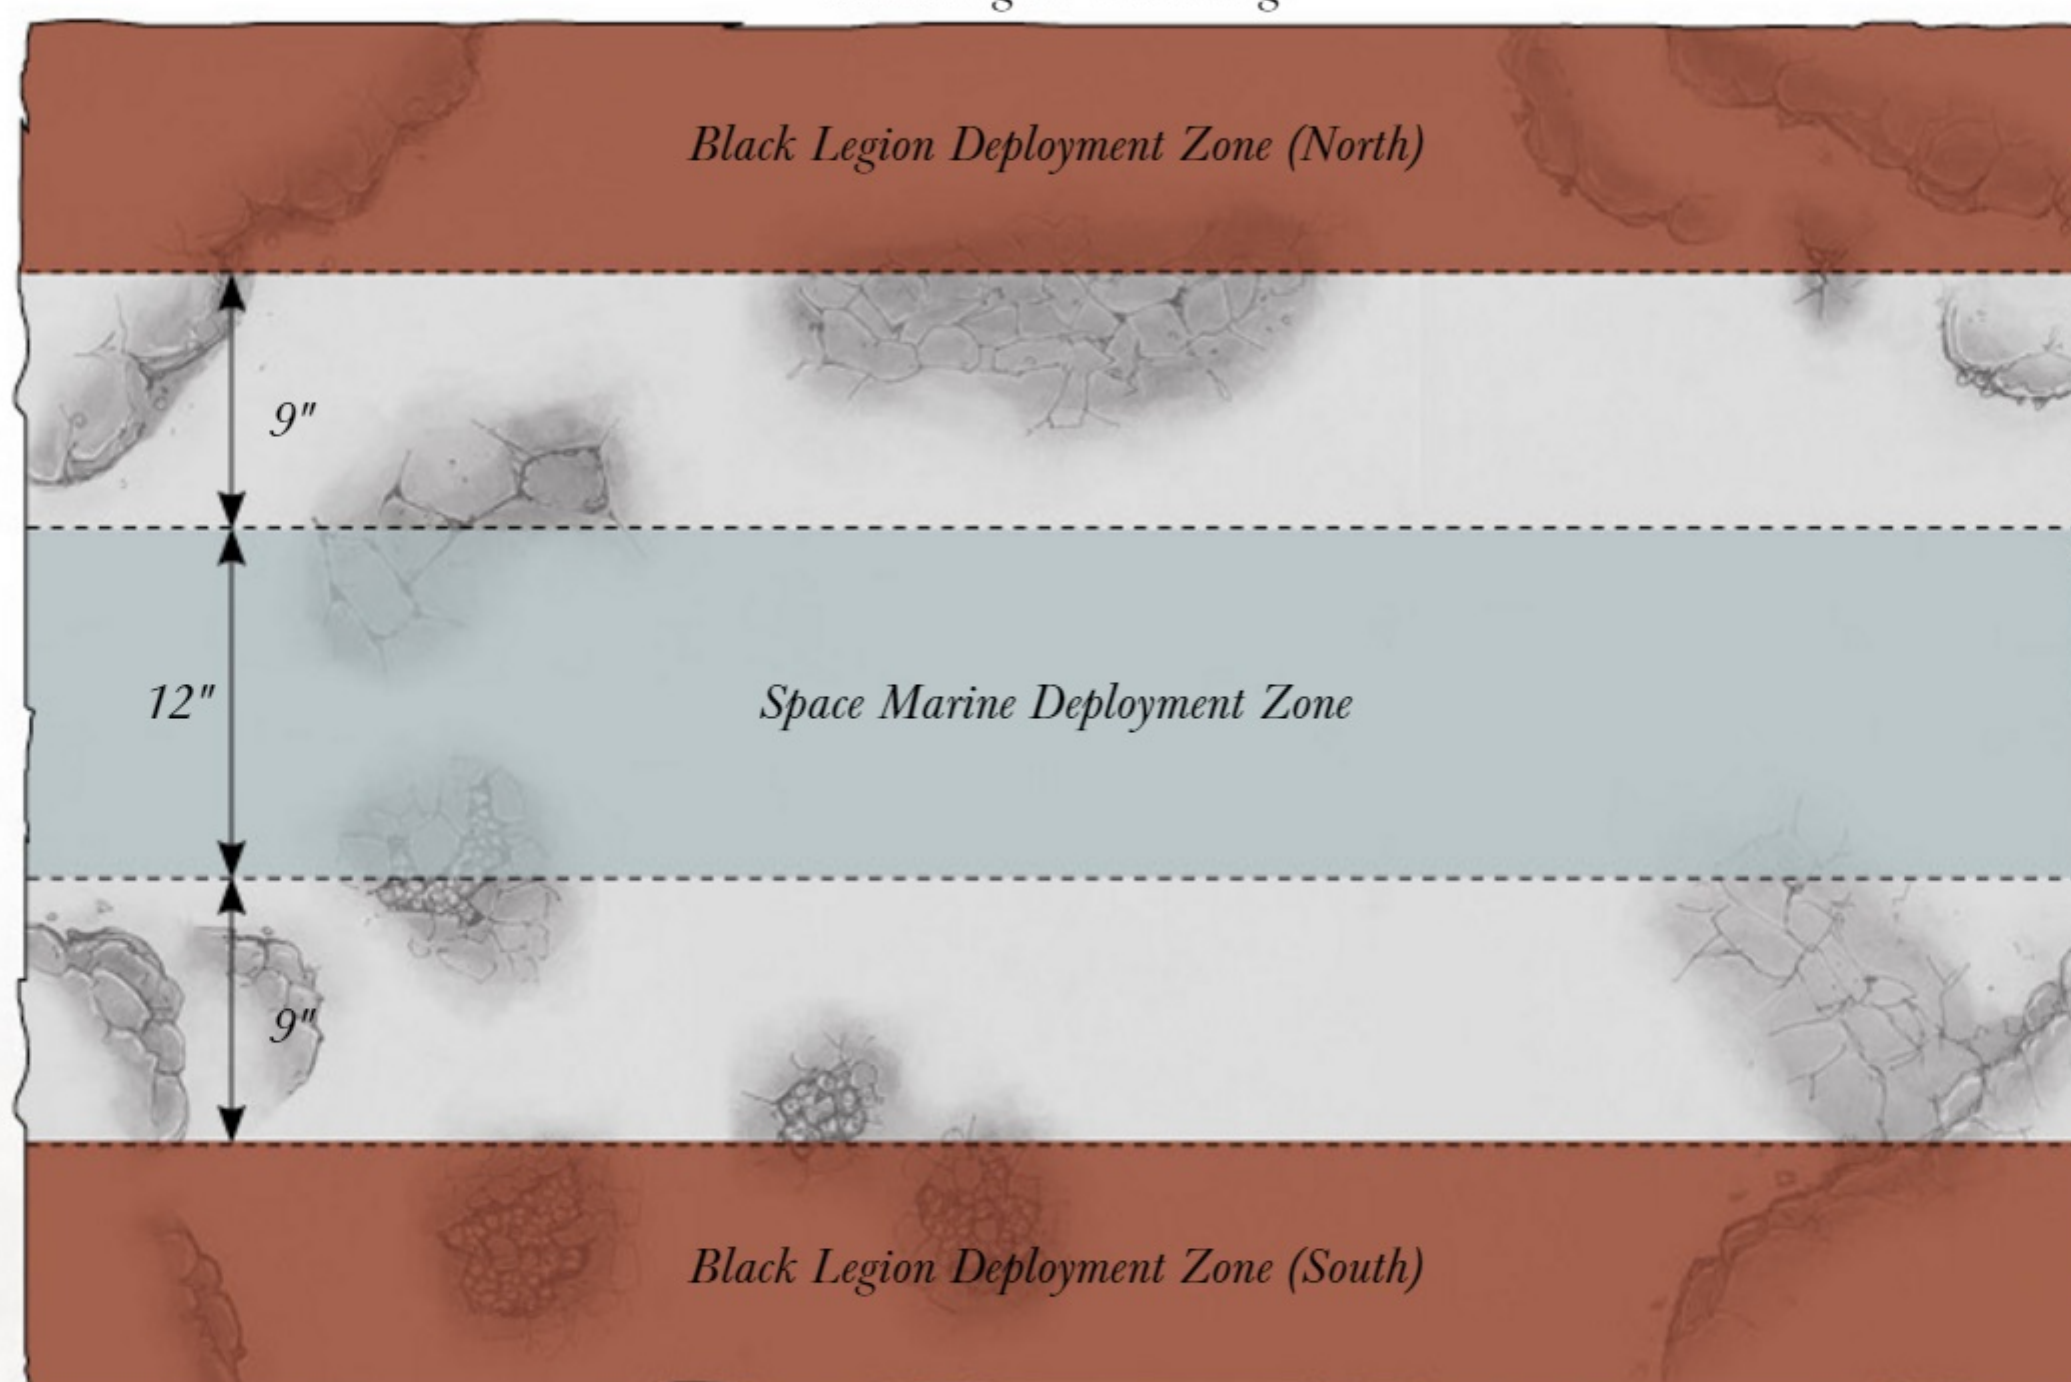 Black Legion Deployment Zone (North)
9"
12"
Space Marine Deployment Zone
9"
Black Legion Deployment Zone (South)